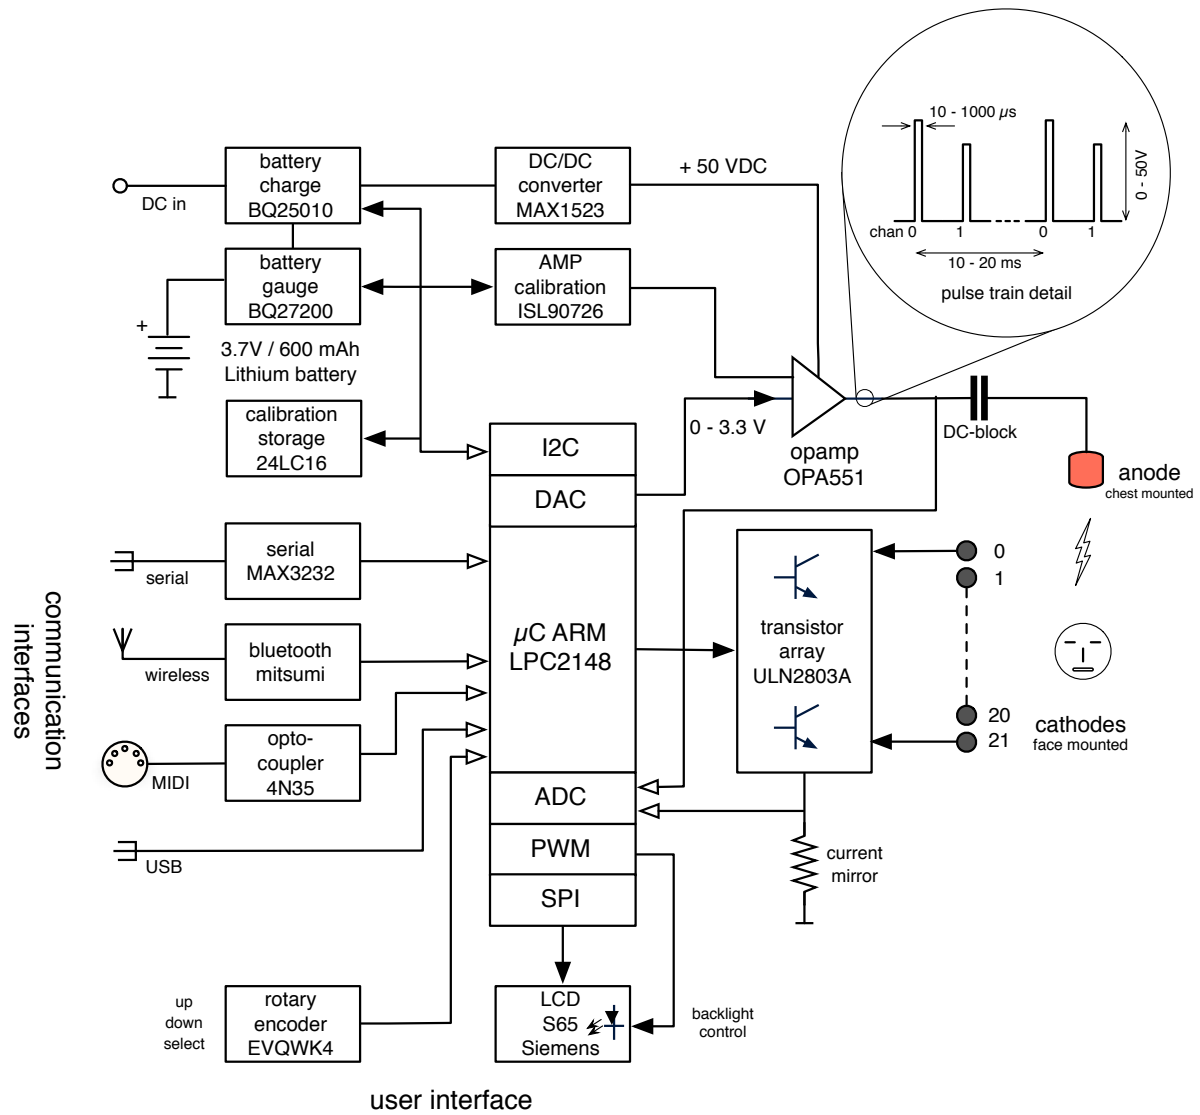 10 - 1000 µs
0 - 50V
chan 0
1
0
1
10 - 20 ms
pulse train detail
DC in
battery
charge
BQ25010
DC/DC
converter
MAX1523
+ 50 VDC
battery
gauge
BQ27200
AMP
calibration
ISL90726
+
3.7V / 600 mAh
Lithium battery
calibration
storage
24LC16
0 - 3.3 V
opamp
OPA551
DC-block
anode
chest mounted
I2C
DAC
µC ARM
LPC2148
ADC
PWM
SPI
communication
interfaces
serial
serial
MAX3232
wireless
bluetooth
mitsumi
MIDI
opto-
coupler
4N35
USB
transistor
array
ULN2803A
0
1
20
21
cathodes
face mounted
current
mirror
up
down
select
rotary
encoder
EVQWK4
LCD
S65
Siemens
backlight
control
user interface